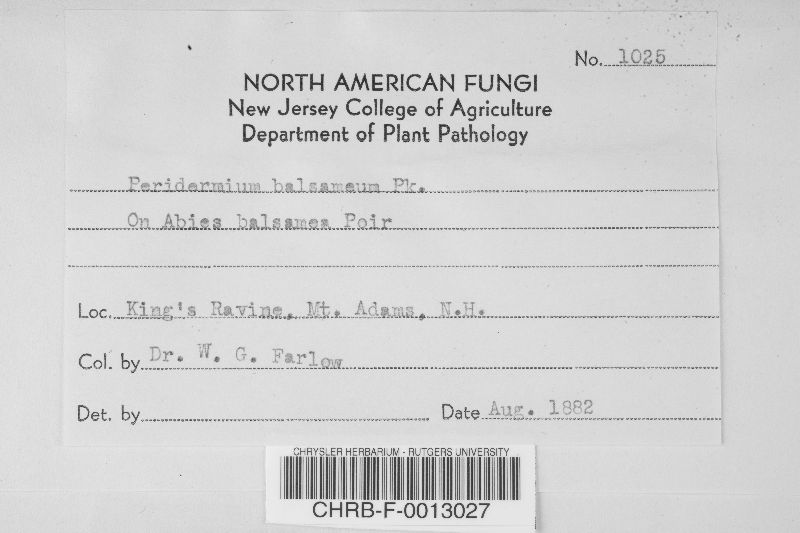 No. 1025
NORTH AMERICAN FUNGI
New Jersey College of Agriculture
Department of Plant Pathology
Peridermium balsameum Pk.
On Abies balsamea Poir
Loc. King's Ravine, Mt. Adams, N.H.
Col. by Dr. W. G. Farlow
Det. by
Date Aug. 1882
CHRYSLER HERBARIUM - RUTGERS UNIVERSITY
CHRB-F-0013027